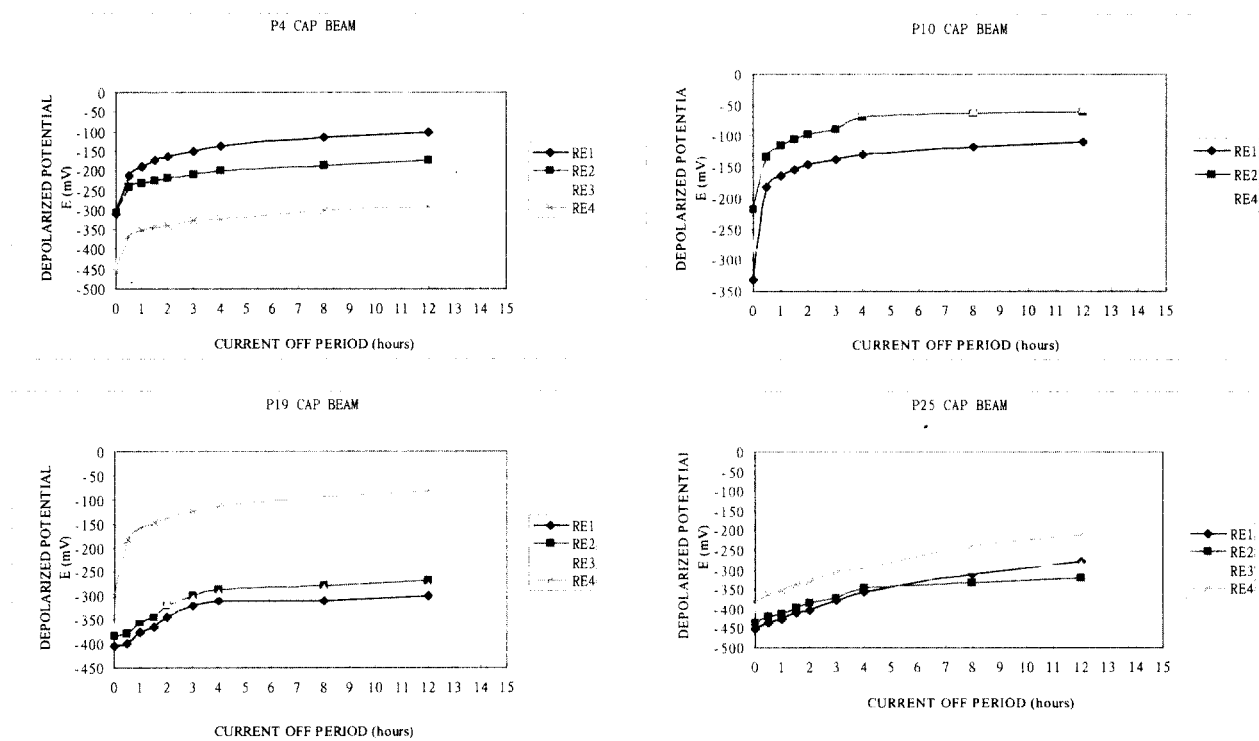 P4 CAP BEAM
DEPOLARIZED POTENTIAL
E (mV)
0
-50
-100
-150
-200
-250
-300
-350
-400
-450
-500
0 1 2 3 4 5 6 7 8 9 10 11 12 13 14 15
CURRENT OFF PERIOD (hours)
RE1
RE2
RE3
RE4
P10 CAP BEAM
DEPOLARIZED POTENTIA
E (mV)
0
-50
-100
-150
-200
-250
-300
-350
0 1 2 3 4 5 6 7 8 9 10 11 12 13 14 15
CURRENT OFF PERIOD (hours)
RE1
RE2
RE4
P19 CAP BEAM
DEPOLARIZED POTENTIAL
E (mV)
0
-50
-100
-150
-200
-250
-300
-350
-400
-450
0 1 2 3 4 5 6 7 8 9 10 11 12 13 14 15
CURRENT OFF PERIOD (hours)
RE1
RE2
RE3
RE4
P25 CAP BEAM
DEPOLARIZED POTENTIAL
E (mV)
0
-50
-100
-150
-200
-250
-300
-350
-400
-450
-500
0 1 2 3 4 5 6 7 8 9 10 11 12 13 14 15
CURRENT OFF PERIOD (hours)
RE1
RE2
RE3
RE4